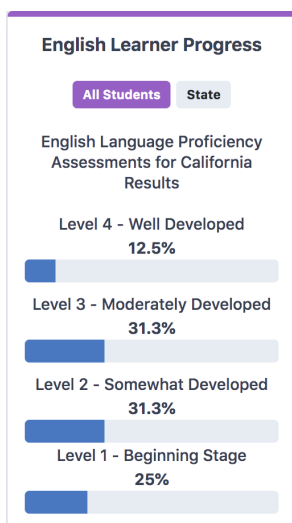 English Learner Progress
All Students State
English Language Proficiency
Assessments for California
Results
Level 4 - Well Developed
12.5%
Level 3 - Moderately Developed
31.3%
Level 2 - Somewhat Developed
31.3%
Level 1 - Beginning Stage
25%